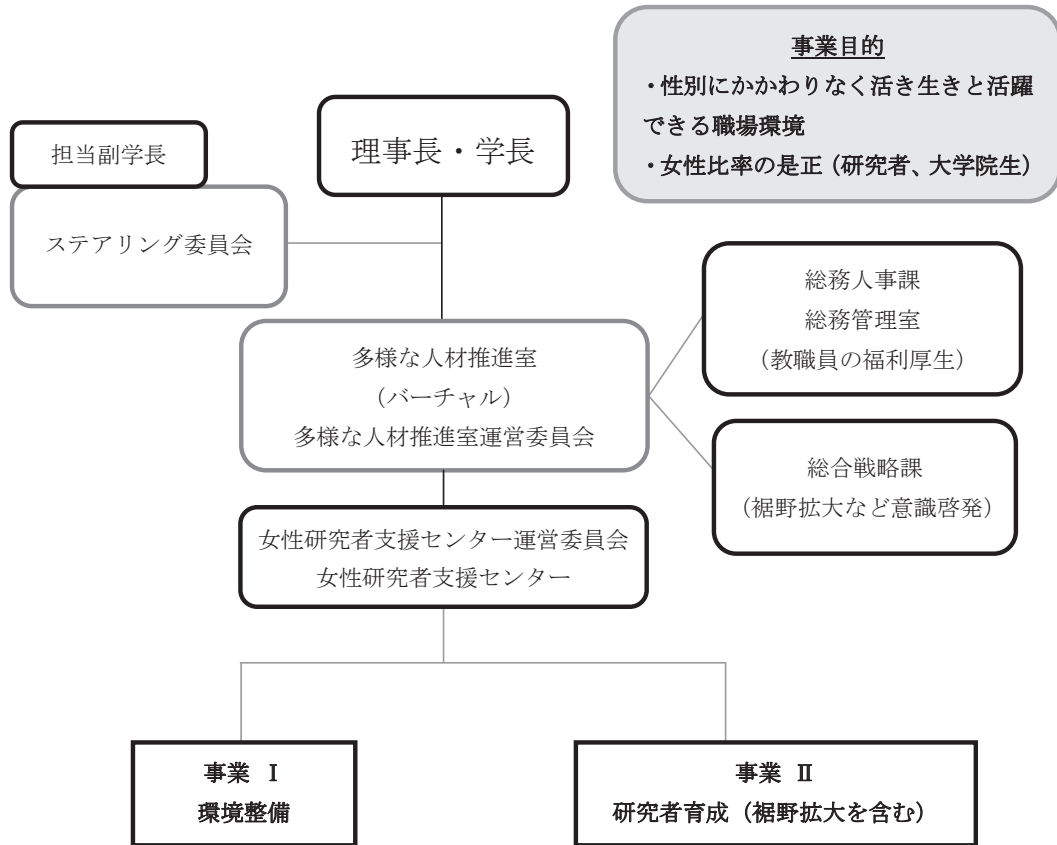 事業目的
・性別にかかわりなく活き生きと活躍
できる職場環境
・女性比率の是正（研究者、大学院生）
理事長・学長
担当副学長
ステアリング委員会
総務人事課
総務管理室
（教職員の福利厚生）
多様な人材推進室
（バーチャル）
多様な人材推進室運営委員会
総合戦略課
（裾野拡大など意識啓発）
女性研究者支援センター運営委員会
女性研究者支援センター
事業 Ⅰ
環境整備
事業 Ⅱ
研究者育成（裾野拡大を含む）